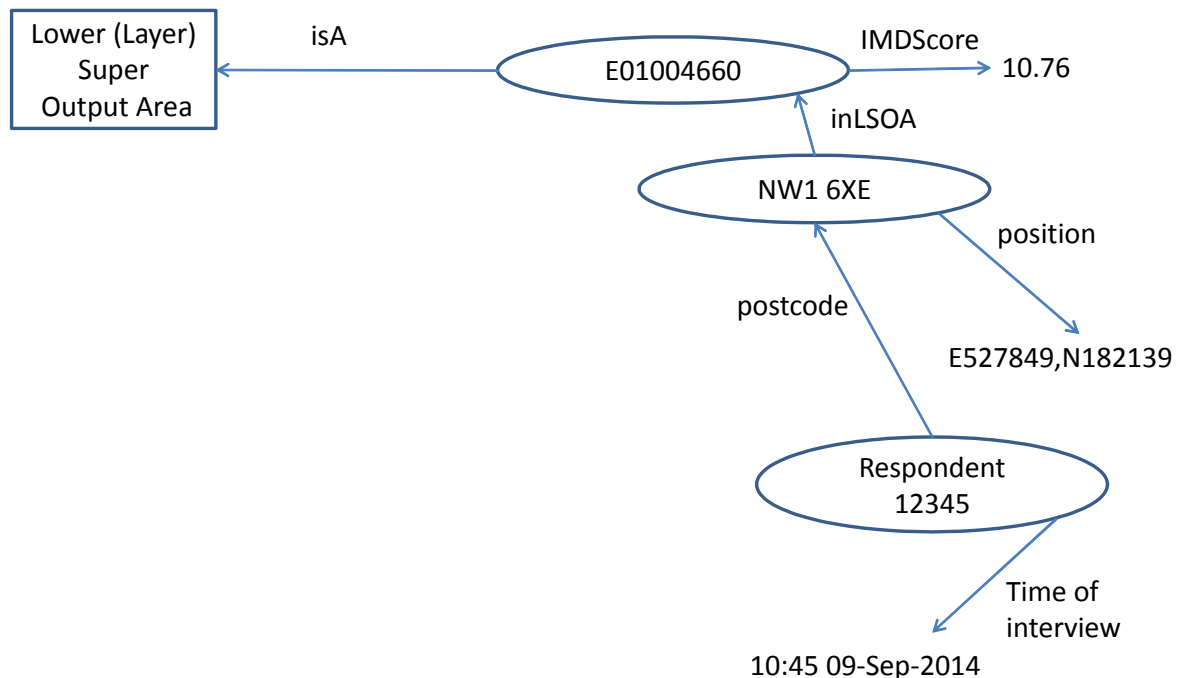 Lower (Layer)
Super
Output Area
isA
E01004660
IMDScore
10.76
inLSOA
NW1 6XE
position
postcode
E527849,N182139
Respondent
12345
Time of
interview
10:45 09-Sep-2014